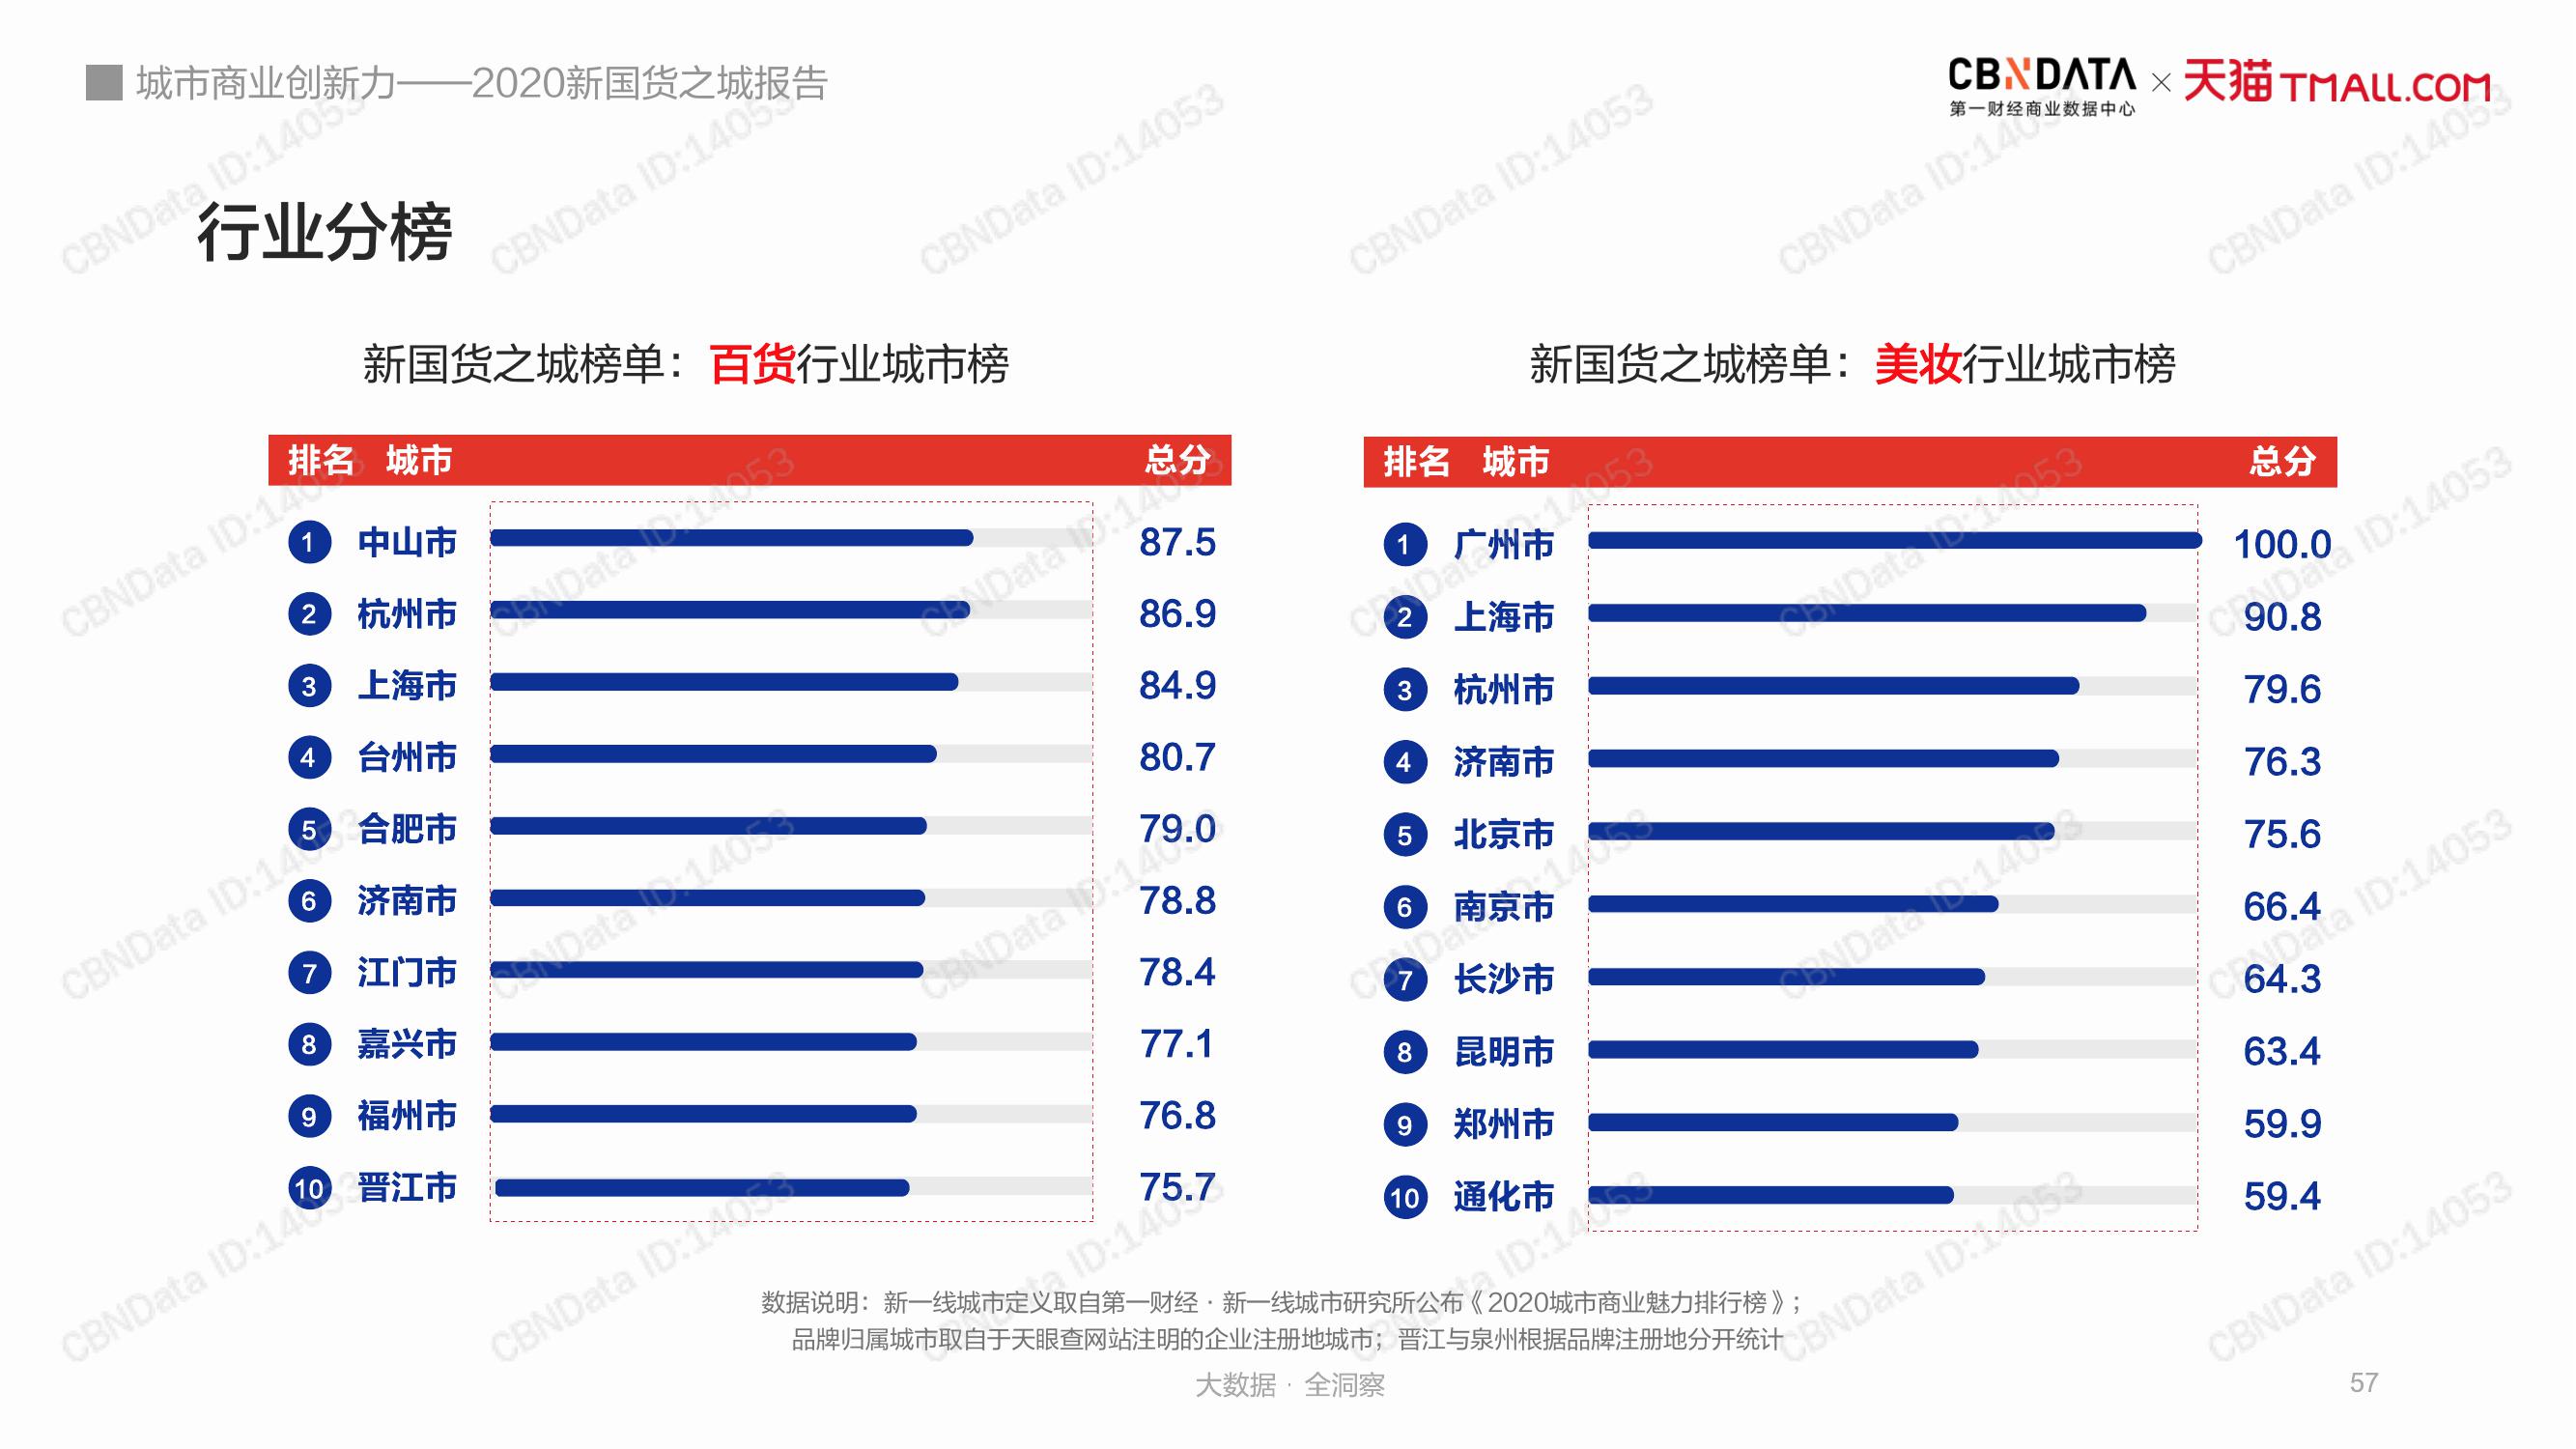 城市商业创新力——2020新国货之城报告
CBNDATA
第一财经商业数据中心
×
天猫 TMALL.COM
行业分榜
新国货之城榜单：百货行业城市榜
排名 城市 总分
1 中山市 87.5
2 杭州市 86.9
3 上海市 84.9
4 台州市 80.7
5 合肥市 79.0
6 济南市 78.8
7 江门市 78.4
8 嘉兴市 77.1
9 福州市 76.8
10 晋江市 75.7
新国货之城榜单：美妆行业城市榜
排名 城市 总分
1 广州市 100.0
2 上海市 90.8
3 杭州市 79.6
4 济南市 76.3
5 北京市 75.6
6 南京市 66.4
7 长沙市 64.3
8 昆明市 63.4
9 郑州市 59.9
10 通化市 59.4
数据说明：新一线城市定义取自第一财经 · 新一线城市研究所公布《2020城市商业魅力排行榜》；
品牌归属城市取自于天眼查网站注明的企业注册地城市；晋江与泉州根据品牌注册地分开统计
大数据 · 全洞察
57
CBNData ID:14053